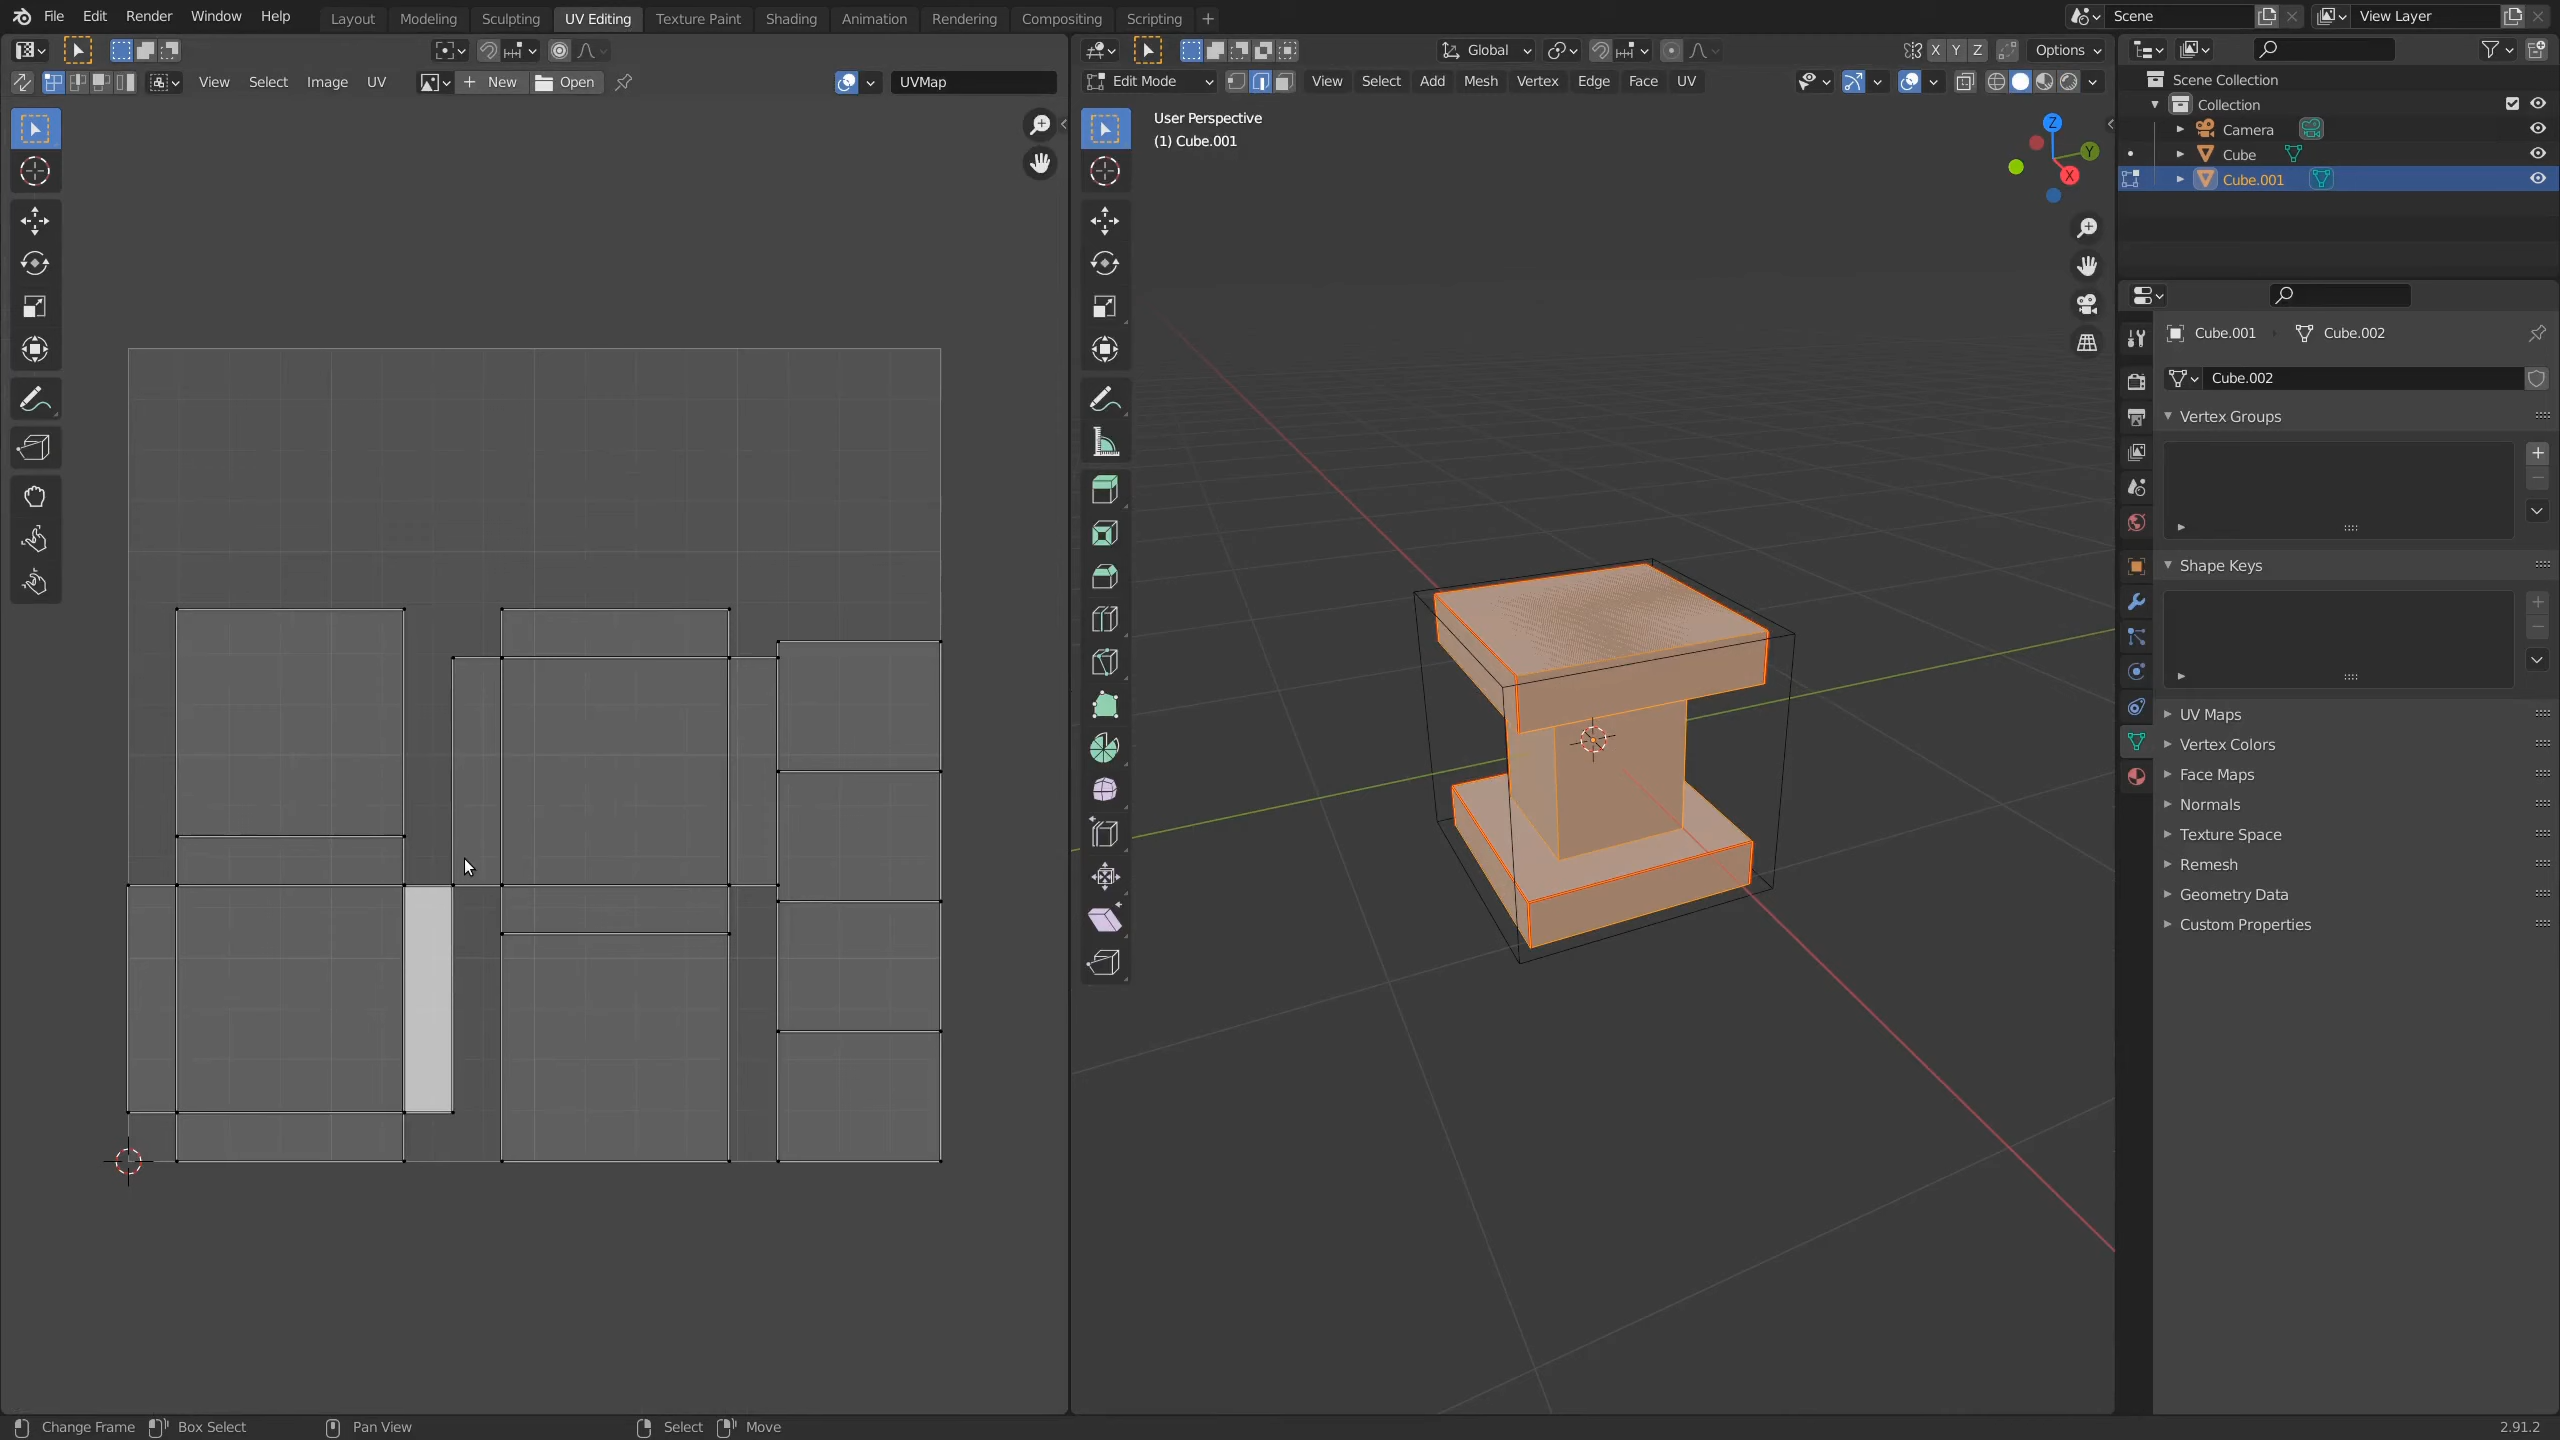 File Edit Render Window Help Layout Modeling Sculpting UV Editing Texture Paint Shading Animation Rendering Compositing Scripting + Scene View Layer
Global X Y Z Options
View Select Image UV + New Open UVMap Edit Mode View Select Add Mesh Vertex Edge Face UV
Scene Collection
Collection
Camera
Cube
Cube.001
User Perspective
(1) Cube.001
Z
Y
X
Cube.001 Cube.002
Cube.002
Vertex Groups
Shape Keys
UV Maps
Vertex Colors
Face Maps
Normals
Texture Space
Remesh
Geometry Data
Custom Properties
Change Frame Box Select Pan View Select Move 2.91.2